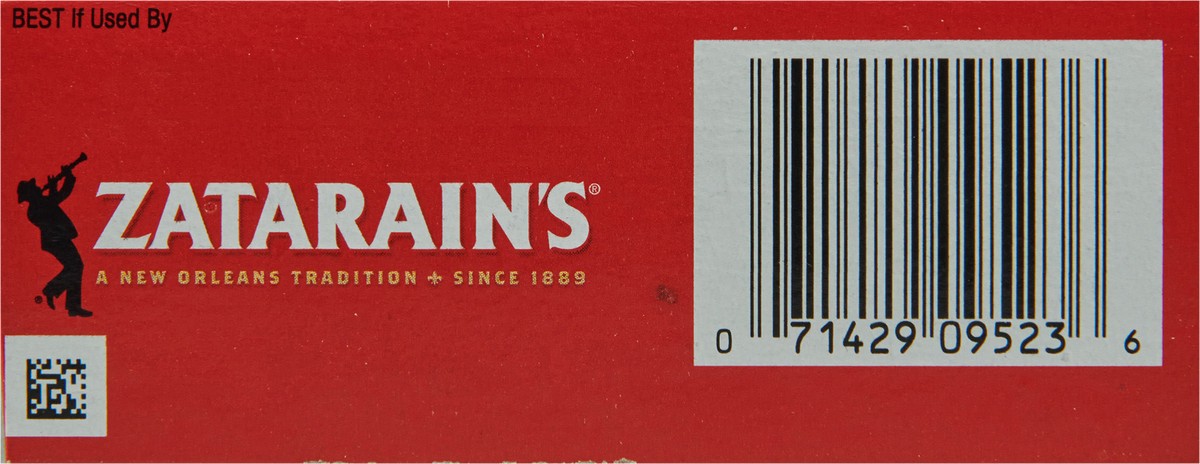 BEST If Used By
ZATARAIN'S®
A NEW ORLEANS TRADITION ⚜ SINCE 1889
0 71429 09523 6